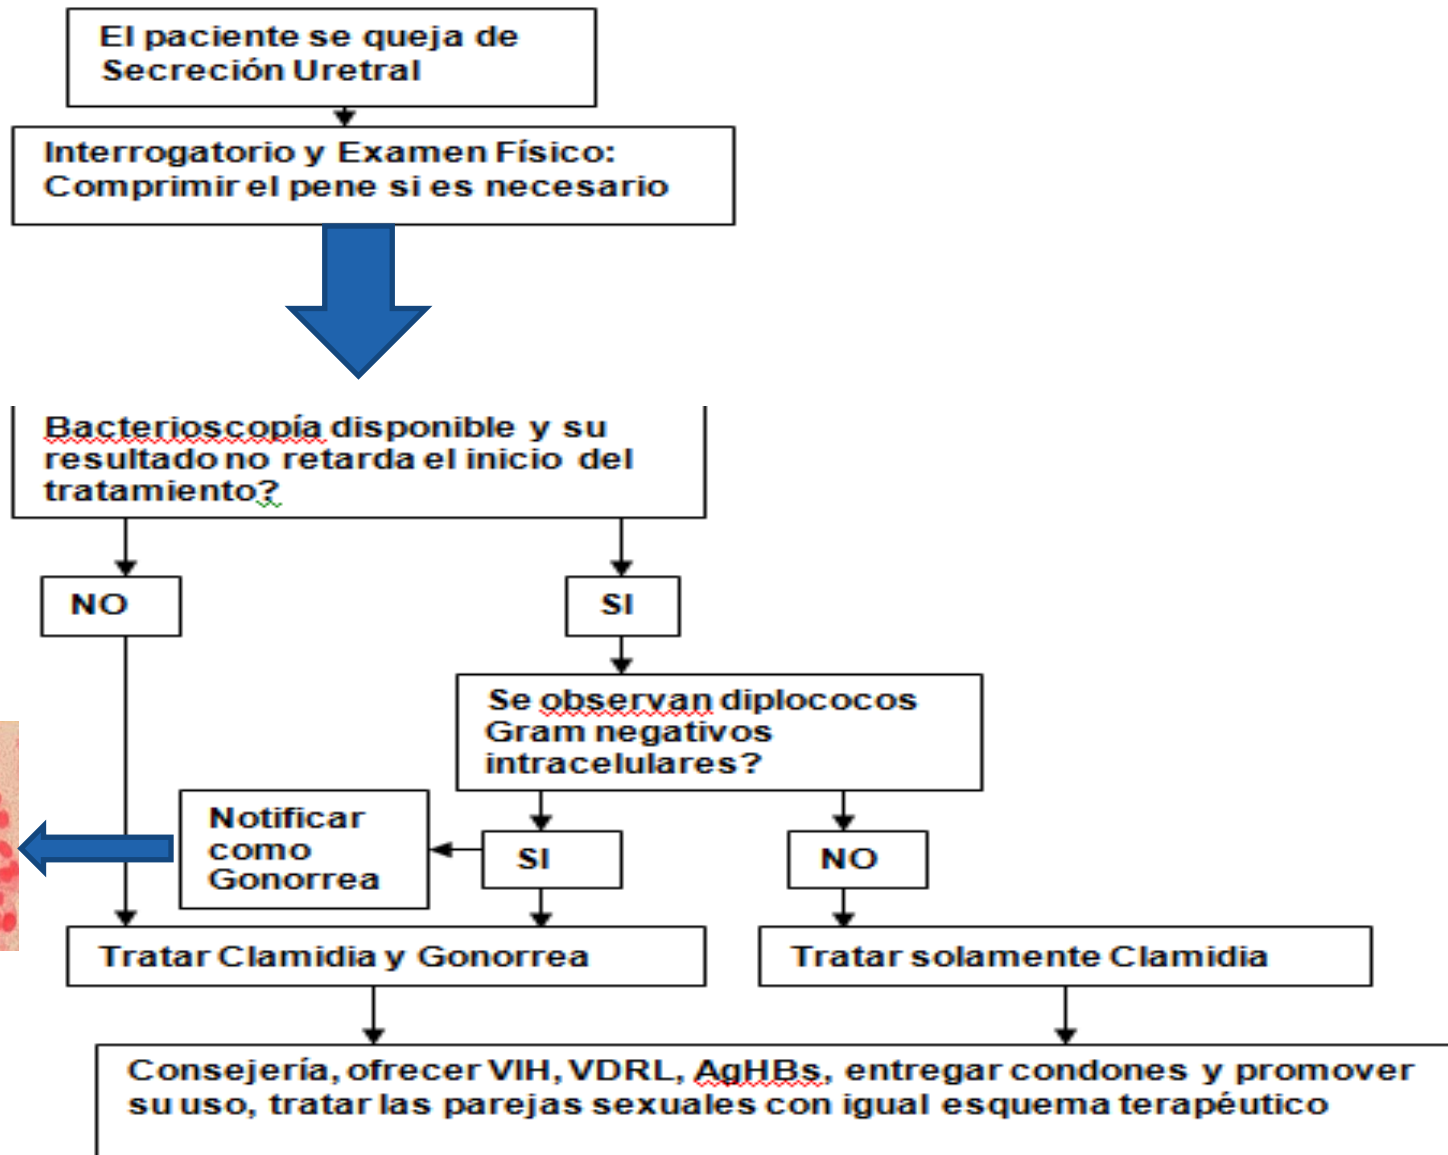 El paciente se queja de
Secreción Uretral
Interrogatorio y Examen Físico:
Comprimir el pene si es necesario
Bacterioscopía disponible y su
resultado no retarda el inicio del
tratamiento?
NO
SI
Se observan diplococos
Gram negativos
intracelulares?
Notificar
como
Gonorrea
SI
NO
Tratar Clamidia y Gonorrea
Tratar solamente Clamidia
Consejería, ofrecer VIH, VDRL, AgHBs, entregar condones y promover
su uso, tratar las parejas sexuales con igual esquema terapéutico